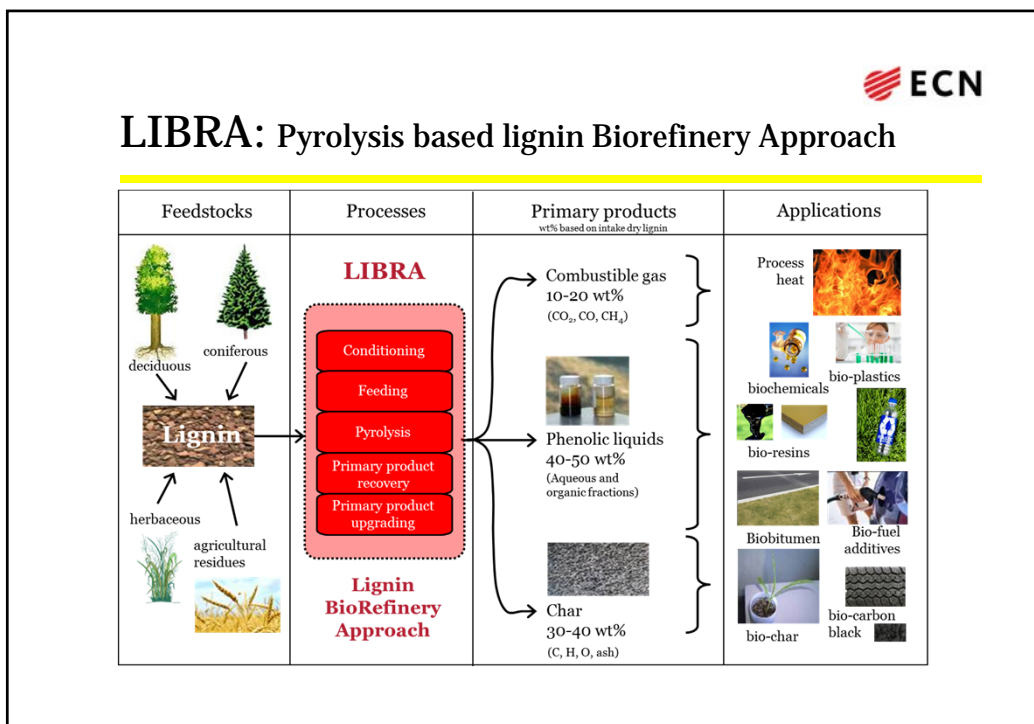 ECN
LIBRA: Pyrolysis based lignin Biorefinery Approach
Feedstocks
Processes
Primary products
wt% based on intake dry lignin
Applications
deciduous
coniferous
Lignin
herbaceous
agricultural
residues
LIBRA
Conditioning
Feeding
Pyrolysis
Primary product
recovery
Primary product
upgrading
Lignin
BioRefinery
Approach
Combustible gas
10-20 wt%
(CO₂, CO, CH₄)
Phenolic liquids
40-50 wt%
(Aqueous and
organic fractions)
Char
30-40 wt%
(C, H, O, ash)
Process
heat
biochemicals
bio-plastics
bio-resins
Biobitumen
Bio-fuel
additives
bio-char
bio-carbon
black